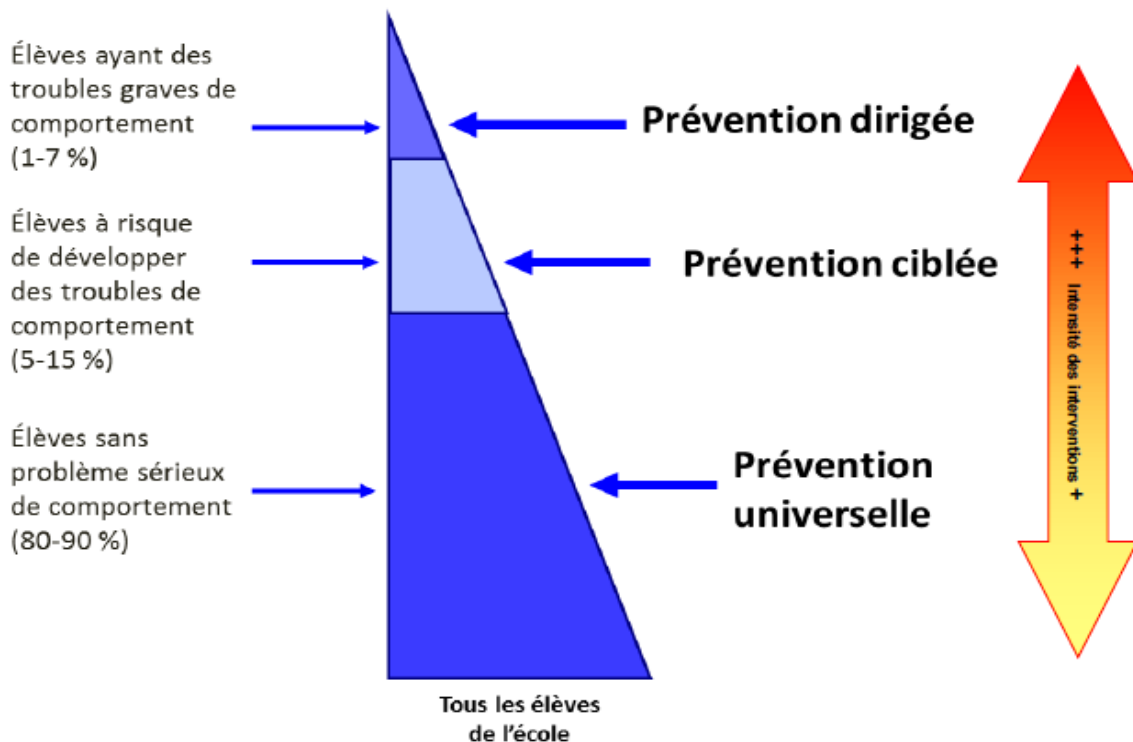 Élèves ayant des
troubles graves de
comportement
(1-7 %)
Prévention dirigée
Élèves à risque
de développer
des troubles de
comportement
(5-15 %)
Prévention ciblée
Élèves sans
problème sérieux
de comportement
(80-90 %)
Prévention
universelle
+++ Intensité des interventions +
Tous les élèves
de l'école